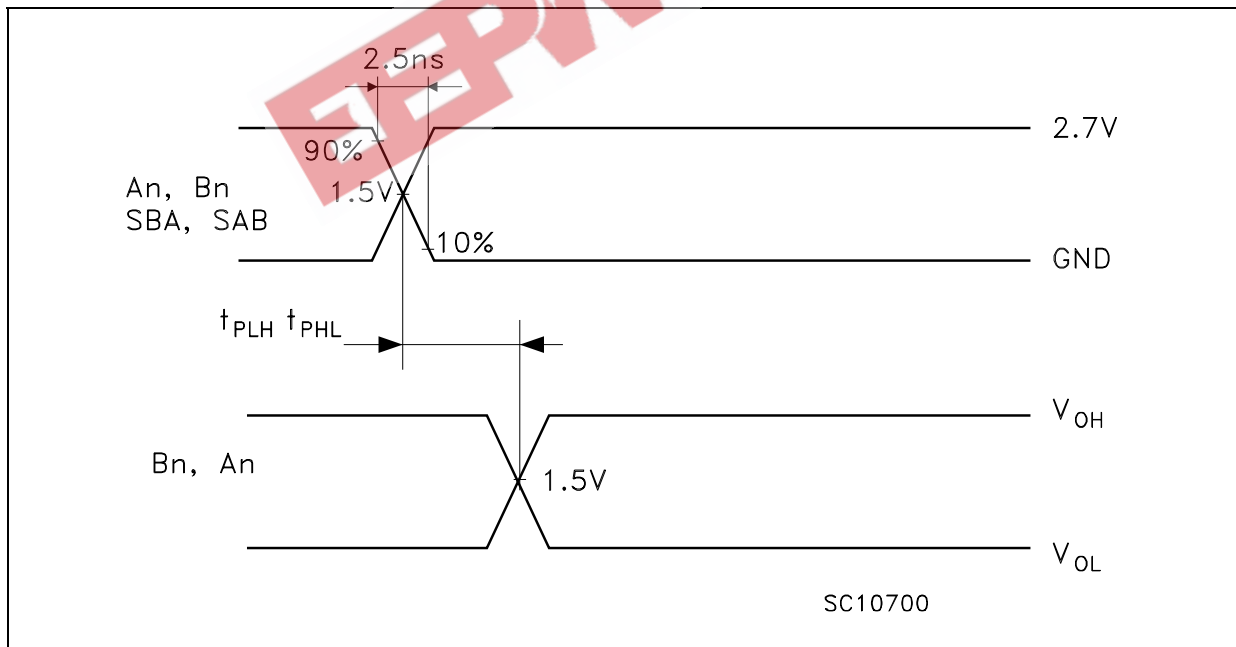 EEPW
2.5ns
2.7V
90%
An, Bn
SBA, SAB
1.5V
10%
GND
tPLH tPHL
VOH
Bn, An
1.5V
VOL
SC10700